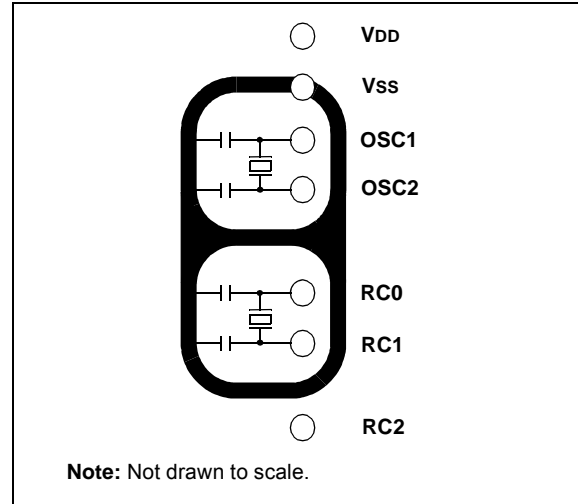 VDD
VSS
OSC1
OSC2
RC0
RC1
RC2
Note: Not drawn to scale.